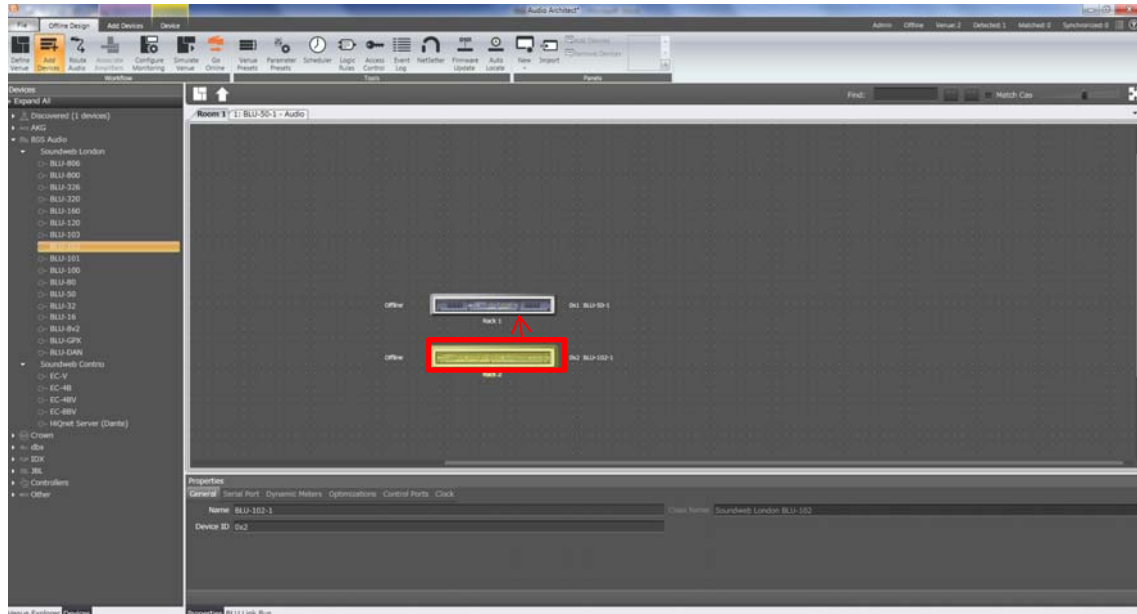 Audio Architect*
File Offline Design Add Devices Device
Admin Offline Venue:2 Detected:1 Matched:0 Synchronized:0
Define Venue Add Devices Route Audio Associate Amplifiers Configure Monitoring Simulate Venue Go Online Venue Presets Parameter Presets Scheduler Logic Rules Access Control Event Log NetSetter Firmware Update Auto Locate New Import Add Devices Remove Devices
Workflow Tools Panels
Devices
Expand All
Find: Match Cas
Room 1 1: BLU-50-1 - Audio
Discovered (1 devices)
AKG
BSS Audio
Soundweb London
BLU-806
BLU-800
BLU-326
BLU-320
BLU-160
BLU-120
BLU-103
BLU-102
BLU-101
BLU-100
BLU-80
BLU-50
BLU-32
BLU-16
BLU-8v2
BLU-GPX
BLU-DAN
Soundweb Contrio
EC-V
EC-4B
EC-4BV
EC-8BV
HiQnet Server (Dante)
Crown
dbx
IDX
JBL
Controllers
Other
Offline 0x1 BLU-50-1
Rack 1
Offline 0x2 BLU-102-1
Rack 2
Properties
General Serial Port Dynamic Meters Optimizations Control Ports Clock
Name BLU-102-1 Class Name Soundweb London BLU-102
Device ID 0x2
Venue Explorer Devices Properties BLU Link Bus